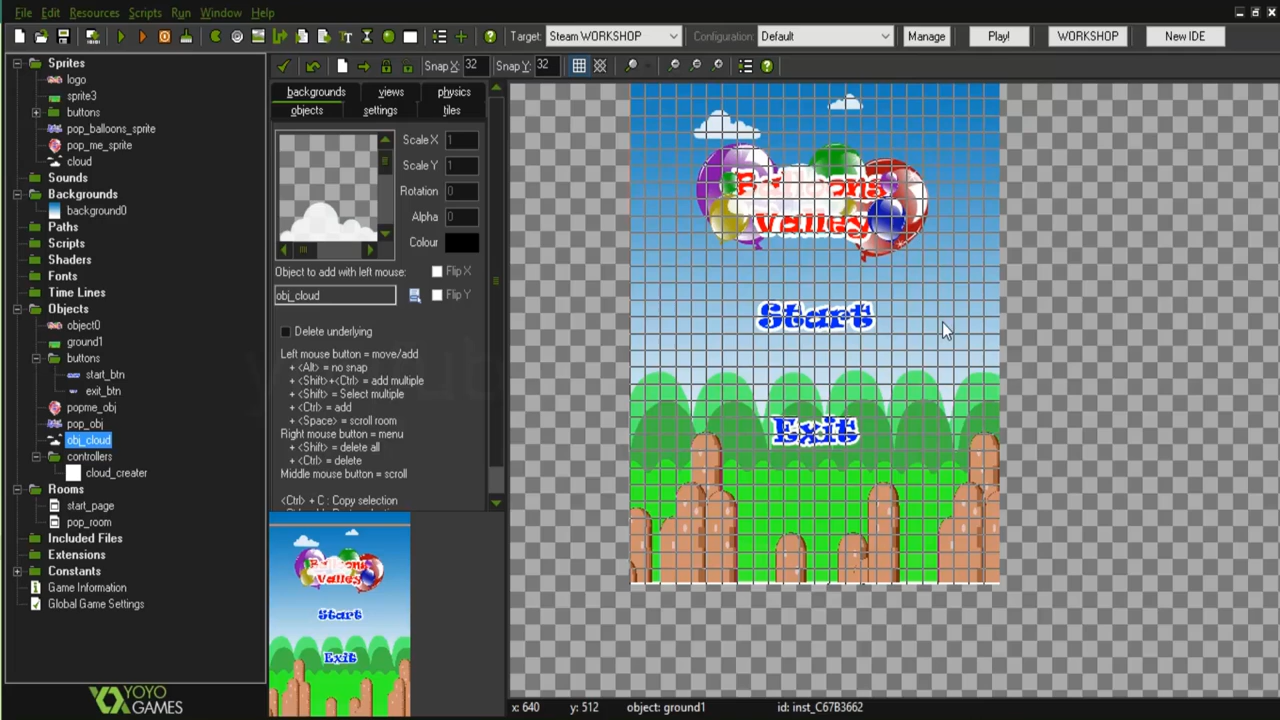 File Edit Resources Scripts Run Window Help
Target: Steam WORKSHOP Configuration: Default Manage Play! WORKSHOP New IDE
Snap X: 32 Snap Y: 32
Sprites
logo
sprite3
buttons
pop_balloons_sprite
pop_me_sprite
cloud
Sounds
Backgrounds
background0
Paths
Scripts
Shaders
Fonts
Time Lines
Objects
object0
ground1
buttons
start_btn
exit_btn
popme_obj
pop_obj
obj_cloud
controllers
cloud_creater
Rooms
start_page
pop_room
Included Files
Extensions
Constants
Game Information
Global Game Settings
YOYO
GAMES
backgrounds views physics
objects settings tiles
Scale X 1
Scale Y 1
Rotation 0
Alpha 0
Colour
Object to add with left mouse:
Flip X
obj_cloud
Flip Y
Delete underlying
Left mouse button = move/add
+ <Alt> = no snap
+ <Shift>+<Ctrl> = add multiple
+ <Shift> = Select multiple
+ <Ctrl> = add
+ <Space> = scroll room
Right mouse button = menu
+ <Shift> = delete all
+ <Ctrl> = delete
Middle mouse button = scroll
<Ctrl + C : Copy selection
Balloons
Valley
Start
Exit
Balloons
Valley
Start
Exit
x: 640 y: 512 object: ground1 id: inst_C67B3662